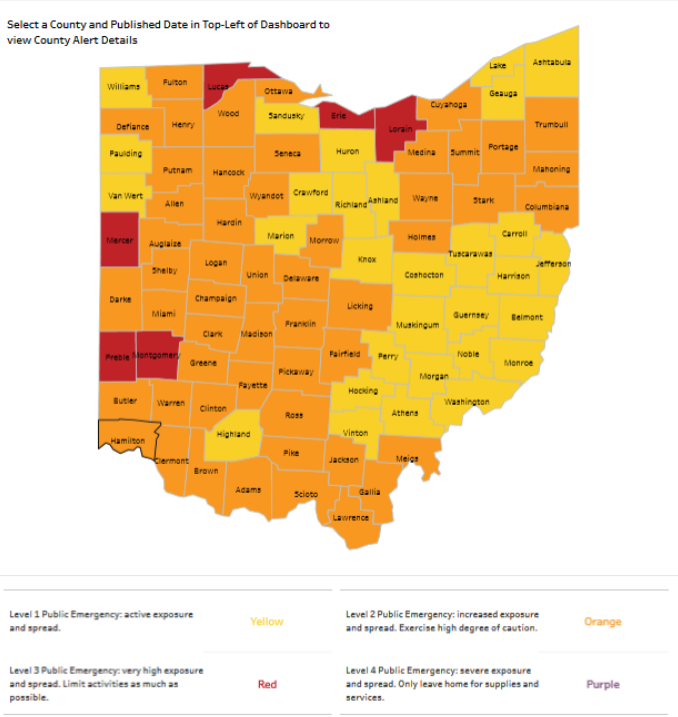 Select a County and Published Date in Top-Left of Dashboard to
view County Alert Details
Ashtabula
Lake
Williams
Fulton
Lucas
Ottawa
Geauga
Cuyahoga
Wood
Sandusky
Erie
Lorain
Defiance
Henry
Trumbull
Paulding
Seneca
Huron
Medina
Summit
Portage
Putnam
Hancock
Mahoning
Van Wert
Allen
Wyandot
Crawford
Richland
Ashland
Wayne
Stark
Columbiana
Hardin
Mercer
Auglaize
Marion
Morrow
Holmes
Carroll
Logan
Knox
Tuscarawas
Jefferson
Shelby
Union
Delaware
Coshocton
Harrison
Darke
Champaign
Licking
Miami
Franklin
Muskingum
Guernsey
Belmont
Clark
Madison
Preble
Montgomery
Greene
Fairfield
Perry
Noble
Monroe
Pickaway
Morgan
Fayette
Hocking
Butler
Warren
Clinton
Ross
Athens
Washington
Hamilton
Highland
Vinton
Clermont
Pike
Jackson
Meigs
Brown
Adams
Scioto
Gallia
Lawrence
Level 1 Public Emergency: active exposure
and spread.
Yellow
Level 2 Public Emergency: increased exposure
and spread. Exercise high degree of caution.
Orange
Level 3 Public Emergency: very high exposure
and spread. Limit activities as much as
possible.
Red
Level 4 Public Emergency: severe exposure
and spread. Only leave home for supplies and
services.
Purple